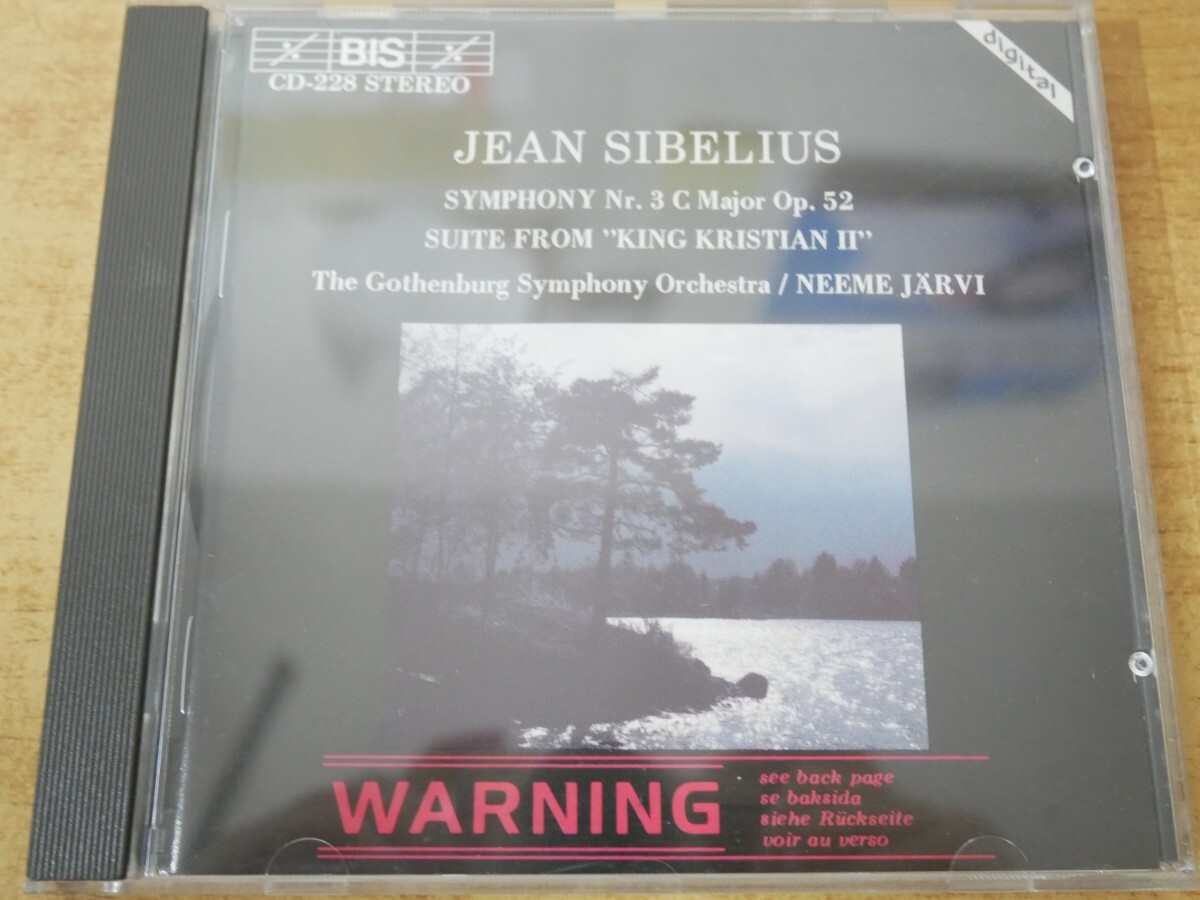 BIS
CD-228 STEREO
digital
JEAN SIBELIUS
SYMPHONY Nr. 3 C Major Op. 52
SUITE FROM ”KING KRISTIAN II”
The Gothenburg Symphony Orchestra / NEEME JÄRVI
WARNING
see back page
se baksida
siehe Rückseite
voir au verso